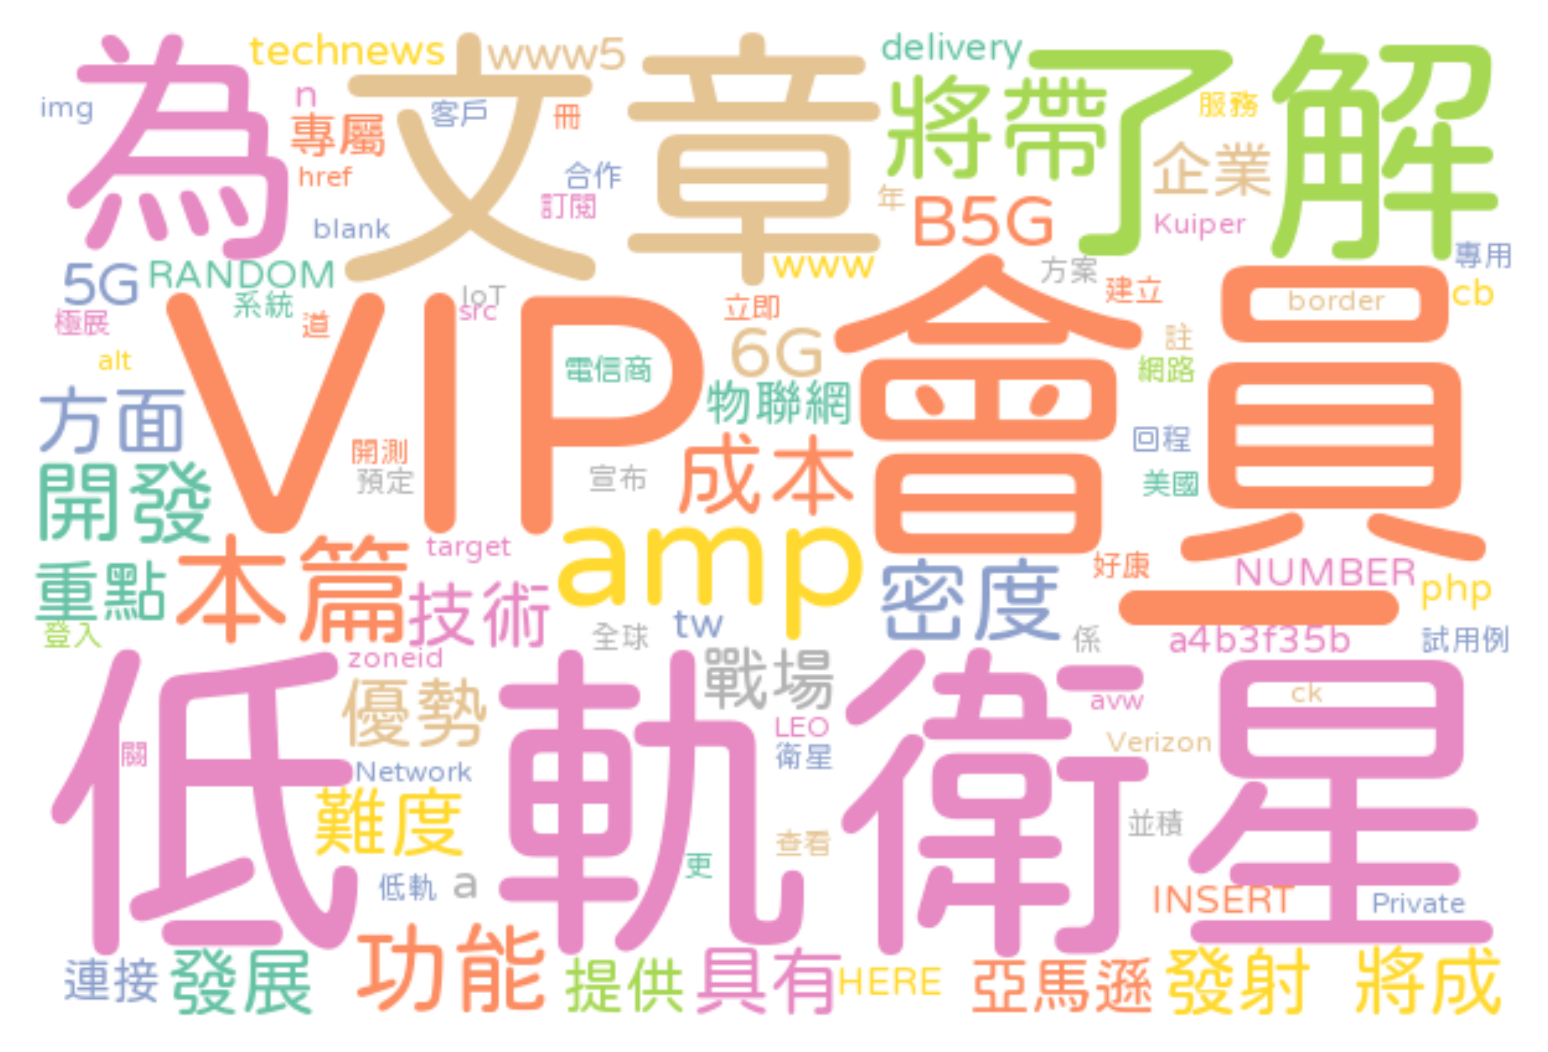 為
technews
文章
www5
delivery
了解
img
n
客戶
冊
將帶
服務
專屬
href
合作
訂閱
年
企業
blank
B5G
Kuiper
www
方案
專用
5G
RANDOM
系統
IoT
src
立即
建立
border
cb
極展
道
VIP會員
6G
註
alt
電信商
網路
方面
物聯網
開測
預定
宣布
成本
回程
美國
開發
target
amp
好康
NUMBER
php
重點
本篇
技術
密度
一
登入
tw
全球
係
a4b3f35b
試用例
zoneid
低軌衛星
戰場
優勢
avw
ck
關
LEO
衛星
Verizon
Network
難度
並積
查看
更
低軌
a
INSERT
Private
連接
發展
功能
提供
具有
HERE
亞馬遜
發射
將成